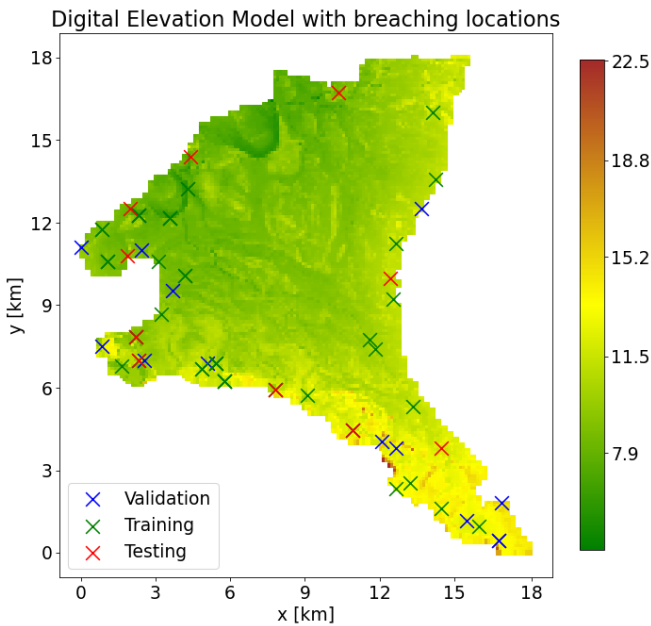 Digital Elevation Model with breaching locations
18
15
12
9
6
3
0
y [km]
Validation
Training
Testing
0 3 6 9 12 15 18
x [km]
22.5
18.8
15.2
11.5
7.9